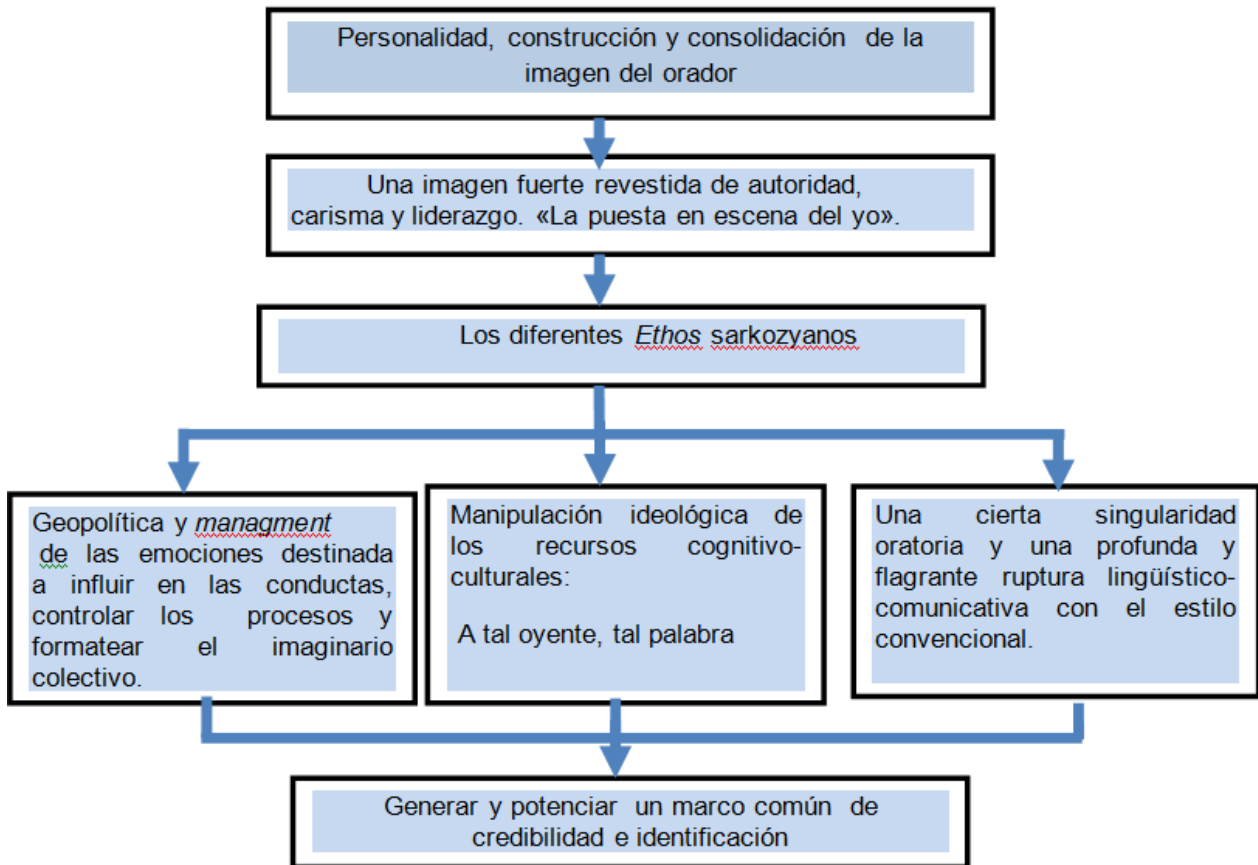 Personalidad, construcción y consolidación de la
imagen del orador
Una imagen fuerte revestida de autoridad,
carisma y liderazgo. «La puesta en escena del yo».
Los diferentes Ethos sarkozyanos
Geopolítica y managment
de las emociones destinada
a influir en las conductas,
controlar los procesos y
formatear el imaginario
colectivo.
Manipulación ideológica de
los recursos cognitivo-
culturales:
A tal oyente, tal palabra
Una cierta singularidad
oratoria y una profunda y
flagrante ruptura lingüístico-
comunicativa con el estilo
convencional.
Generar y potenciar un marco común de
credibilidad e identificación